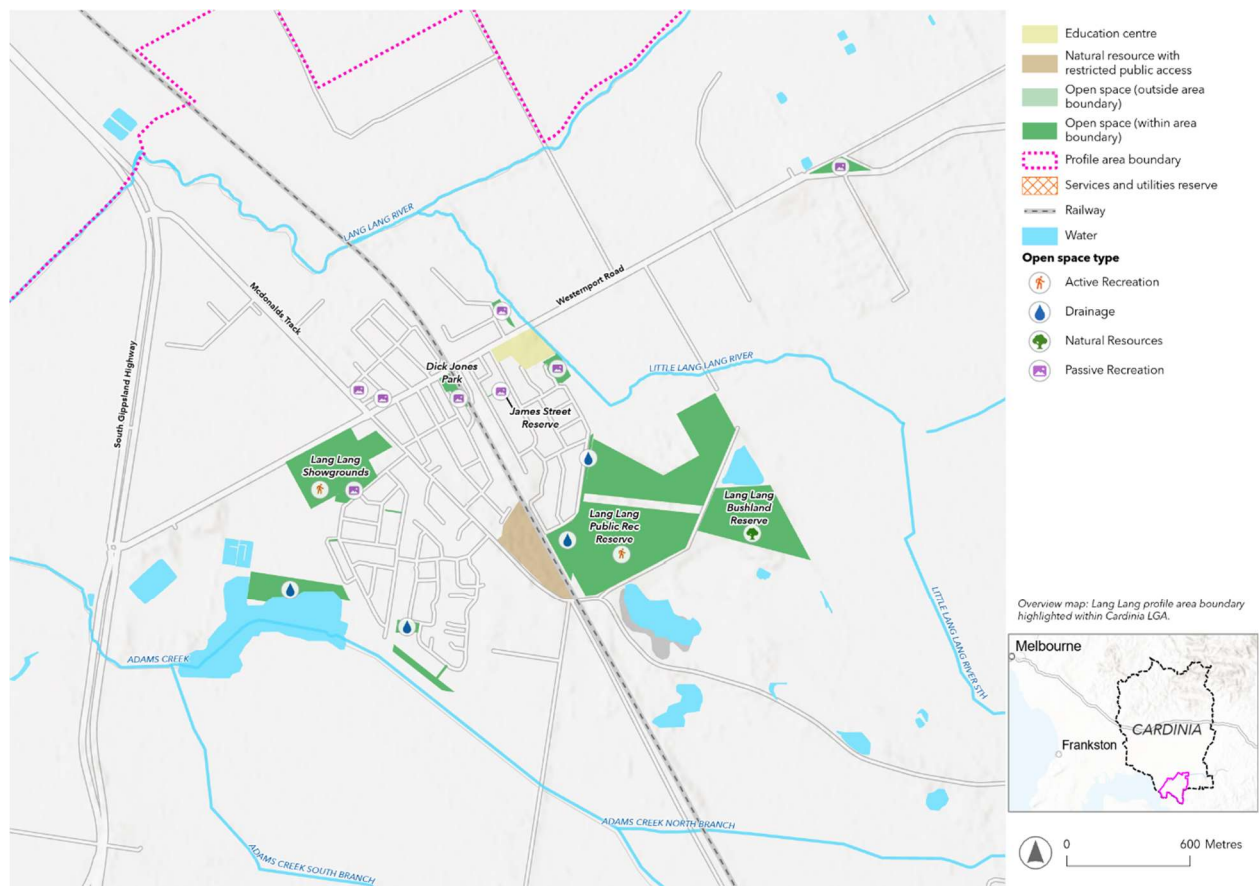 LANG LANG RIVER
Westernport Road
Mcdonalds Track
South Gippsland Highway
LITTLE LANG LANG RIVER
Dick Jones
Park
James Street
Reserve
Lang Lang
Showgrounds
Lang Lang
Public Rec
Reserve
Lang Lang
Bushland
Reserve
ADAMS CREEK
LITTLE LANG LANG RIVER STH
ADAMS CREEK NORTH BRANCH
ADAMS CREEK SOUTH BRANCH
Education centre
Natural resource with
restricted public access
Open space (outside area
boundary)
Open space (within area
boundary)
Profile area boundary
Services and utilities reserve
Railway
Water
Open space type
Active Recreation
Drainage
Natural Resources
Passive Recreation
Overview map: Lang Lang profile area boundary
highlighted within Cardinia LGA.
Melbourne
CARDINIA
Frankston
0 600 Metres